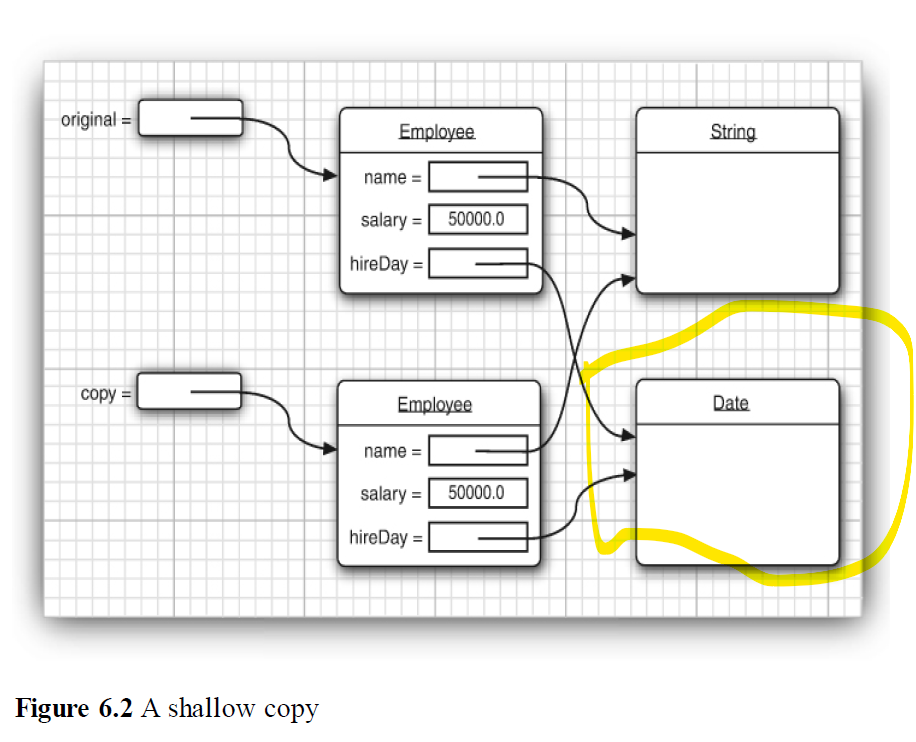 original =
Employee
String
name =
salary = 50000.0
hireDay =
copy =
Employee
Date
name =
salary = 50000.0
hireDay =
Figure 6.2 A shallow copy